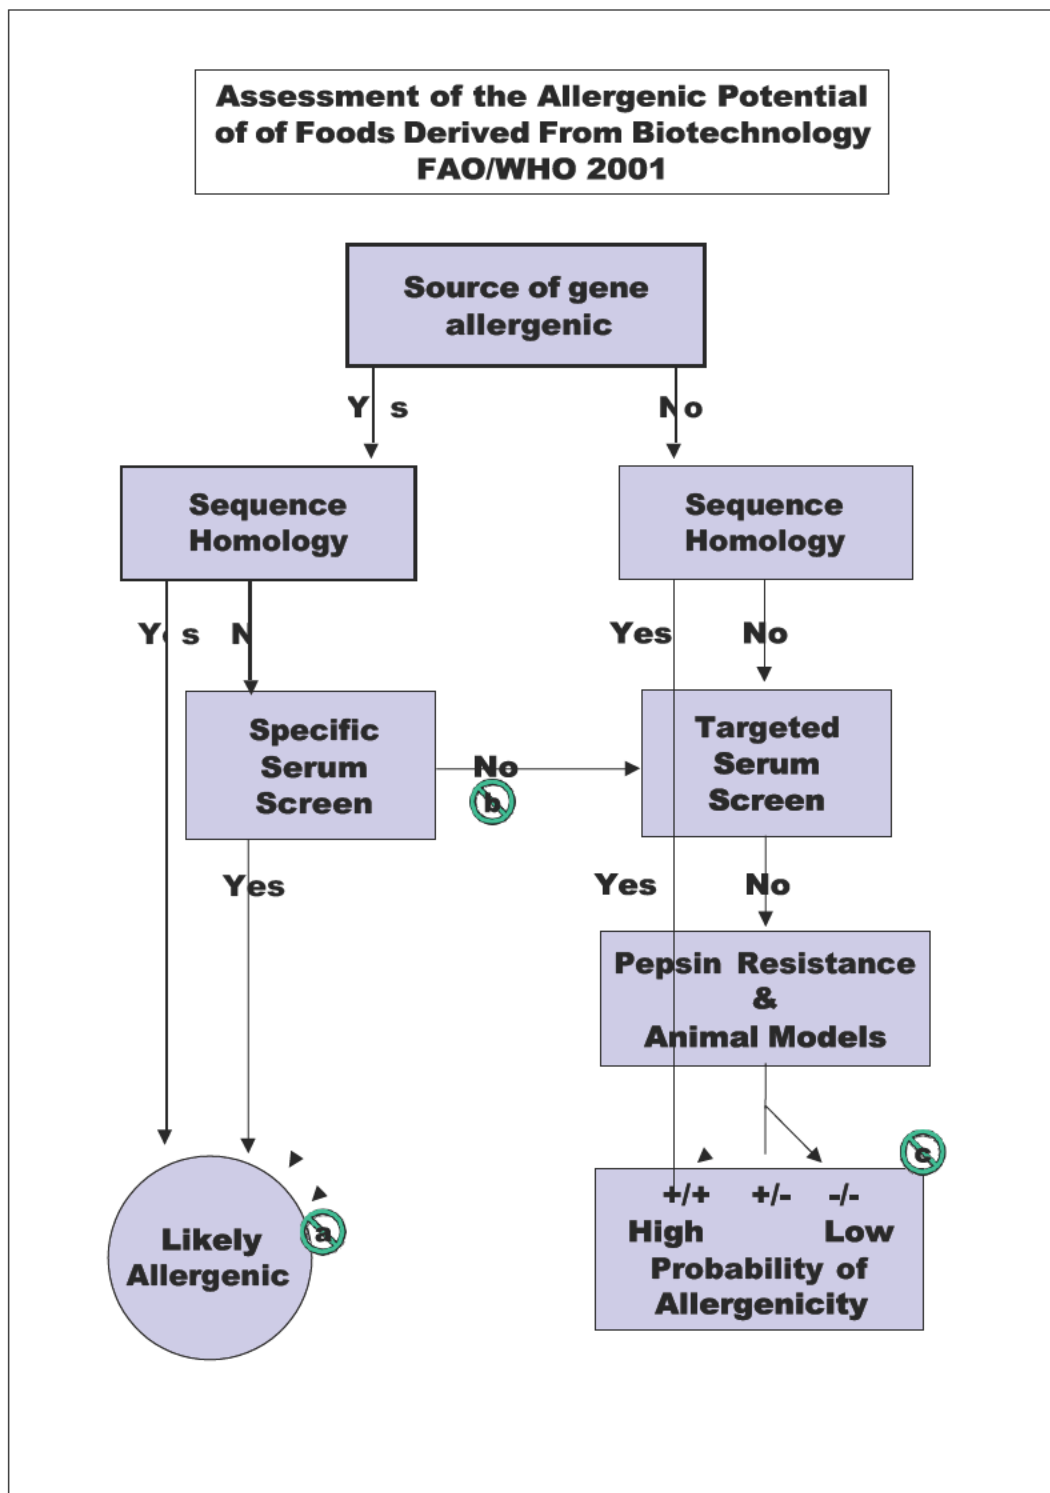 Assessment of the Allergenic Potential
of of Foods Derived From Biotechnology
FAO/WHO 2001
Source of gene
allergenic
Y s
No
Sequence
Homology
Sequence
Homology
Yes
N
Yes
No
Specific
Serum
Screen
No
b
Targeted
Serum
Screen
Yes
Yes
No
Pepsin Resistance
&
Animal Models
c
+/+ +/- -/-
High Low
Probability of
Allergenicity
Likely
Allergenic
a